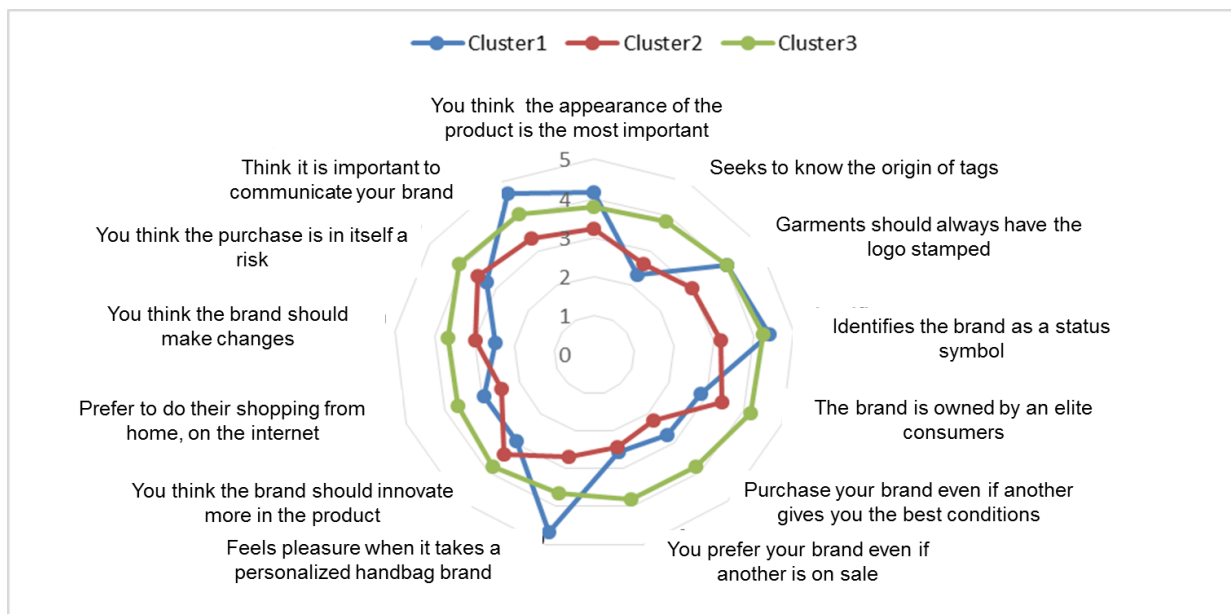 Cluster1 Cluster2 Cluster3
You think the appearance of the
product is the most important
Think it is important to
communicate your brand
Seeks to know the origin of tags
You think the purchase is in itself a
risk
Garments should always have the
logo stamped
You think the brand should
make changes
Identifies the brand as a status
symbol
Prefer to do their shopping from
home, on the internet
The brand is owned by an elite
consumers
You think the brand should innovate
more in the product
Purchase your brand even if another
gives you the best conditions
Feels pleasure when it takes a
personalized handbag brand
You prefer your brand even if
another is on sale
5
4
3
2
1
0